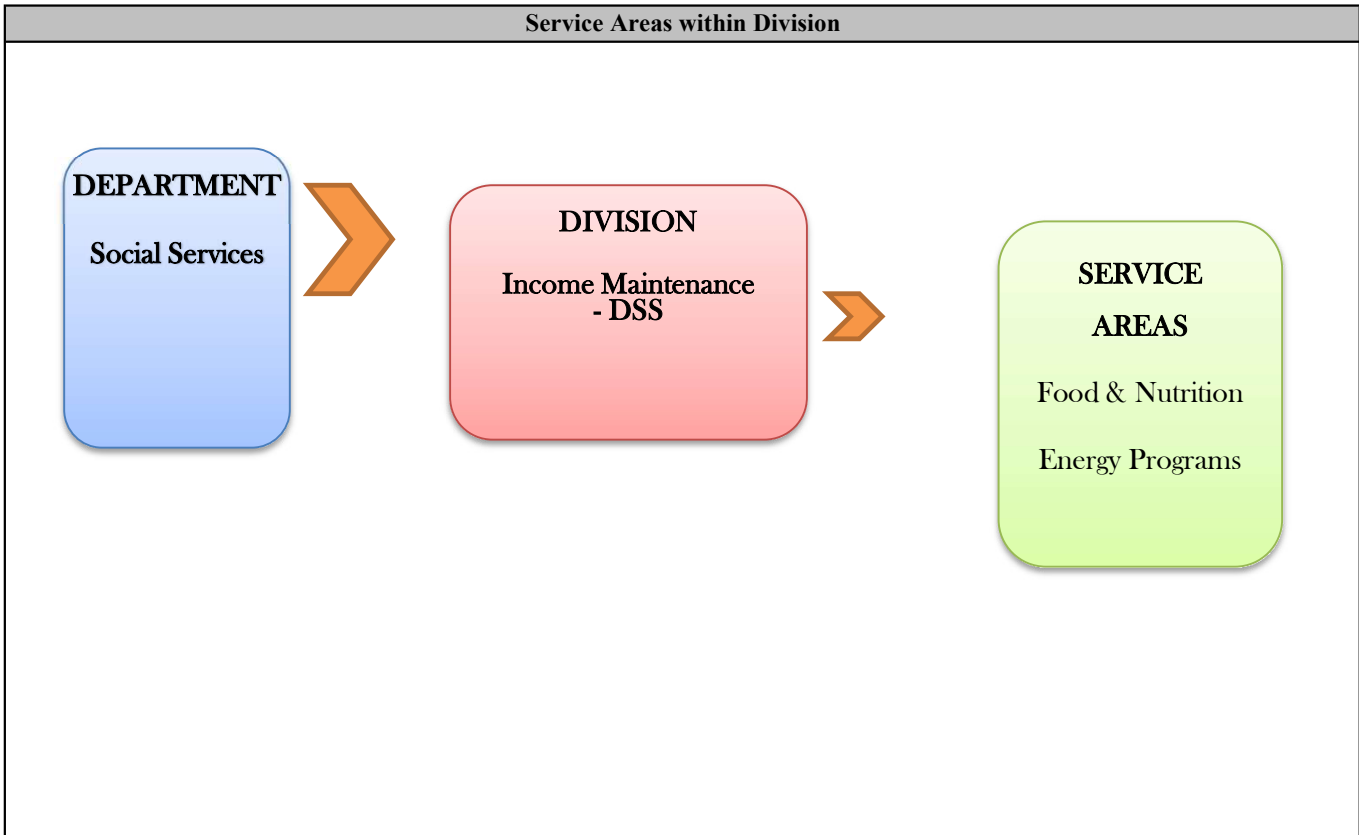 Service Areas within Division
DEPARTMENT
Social Services
DIVISION
Income Maintenance
- DSS
SERVICE
AREAS
Food & Nutrition
Energy Programs